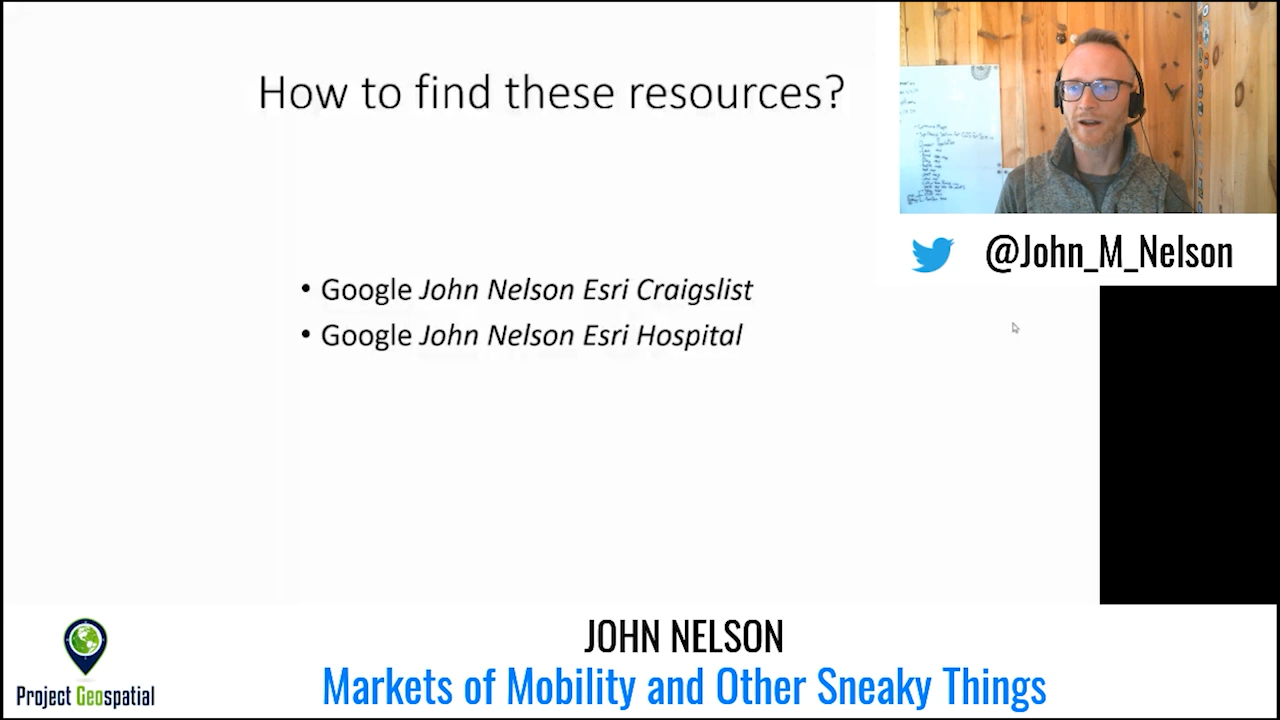 How to find these resources?
@John_M_Nelson
• Google John Nelson Esri Craigslist
• Google John Nelson Esri Hospital
JOHN NELSON
Markets of Mobility and Other Sneaky Things
Project Geospatial